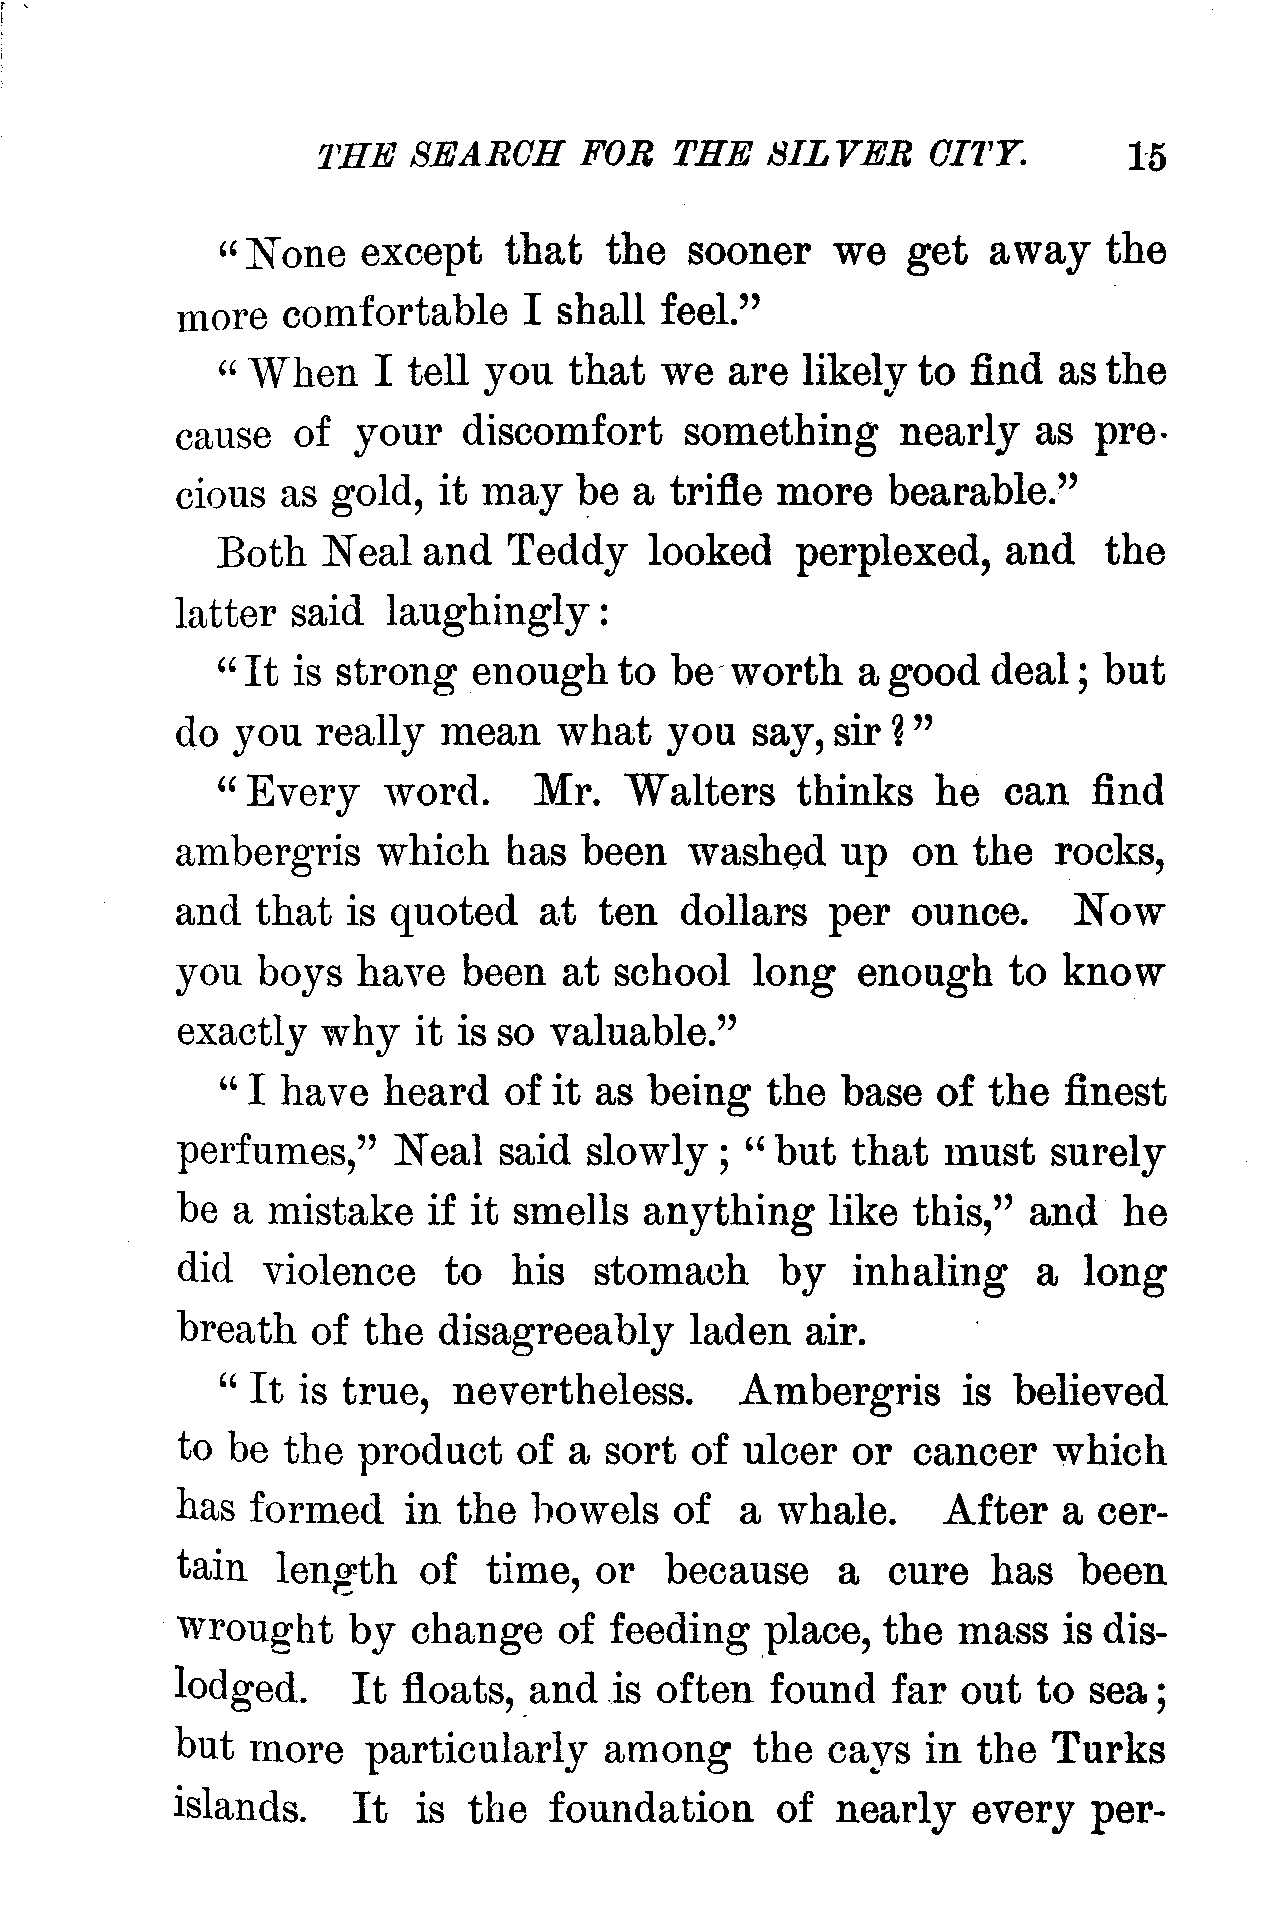 THE SEARCH FOR THE SILVER CITY. 15
"None except that the sooner we get away the
more comfortable I shall feel."
"When I tell you that we are likely to find as the
cause of your discomfort something nearly as pre-
cious as gold, it may be a trifle more bearable."
Both Neal and Teddy looked perplexed, and the
latter said laughingly:
"It is strong enough to be worth a good deal; but
do you really mean what you say, sir?"
"Every word. Mr. Walters thinks he can find
ambergris which has been washed up on the rocks,
and that is quoted at ten dollars per ounce. Now
you boys have been at school long enough to know
exactly why it is so valuable."
"I have heard of it as being the base of the finest
perfumes," Neal said slowly; "but that must surely
be a mistake if it smells anything like this," and he
did violence to his stomach by inhaling a long
breath of the disagreeably laden air.
"It is true, nevertheless. Ambergris is believed
to be the product of a sort of ulcer or cancer which
has formed in the bowels of a whale. After a cer-
tain length of time, or because a cure has been
wrought by change of feeding place, the mass is dis-
lodged. It floats, and is often found far out to sea;
but more particularly among the cays in the Turks
islands. It is the foundation of nearly every per-